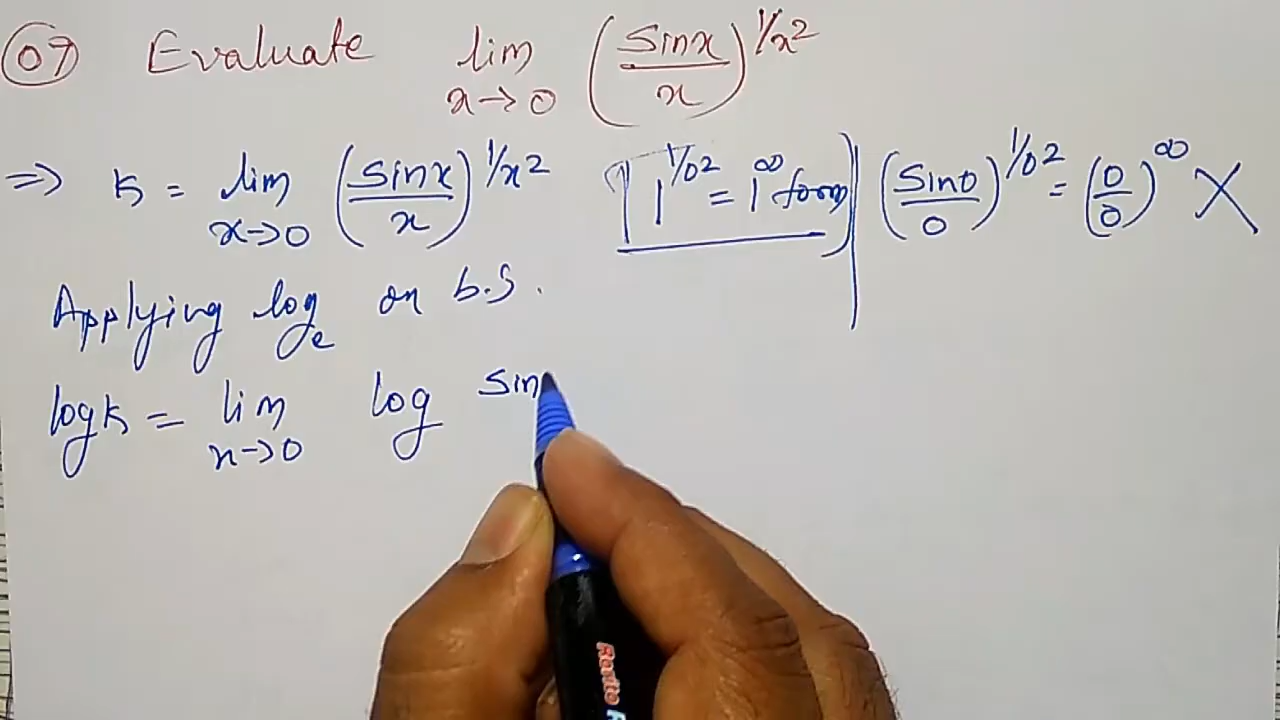 07 Evaluate lim x→0 (sinx/x)^1/x2
⇒ k = lim x→0 (sinx/x)^1/x2 [1^1/02 = 1^∞ form] | (sin0/0)^1/02 = (0/0)^∞ X
Applying loge on b.s.
logk = lim x→0 log sin